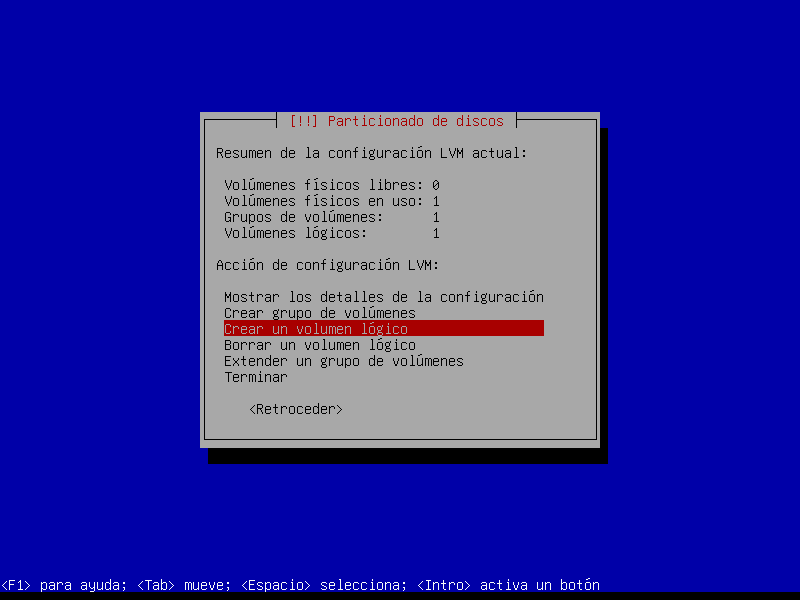 [!!] Particionado de discos
Resumen de la configuración LVM actual:
Volúmenes físicos libres: 0
Volúmenes físicos en uso: 1
Grupos de volúmenes: 1
Volúmenes lógicos: 1
Acción de configuración LVM:
Mostrar los detalles de la configuración
Crear grupo de volúmenes
Crear un volumen lógico
Borrar un volumen lógico
Extender un grupo de volúmenes
Terminar
<Retroceder>
<F1> para ayuda; <Tab> mueve; <Espacio> selecciona; <Intro> activa un botón